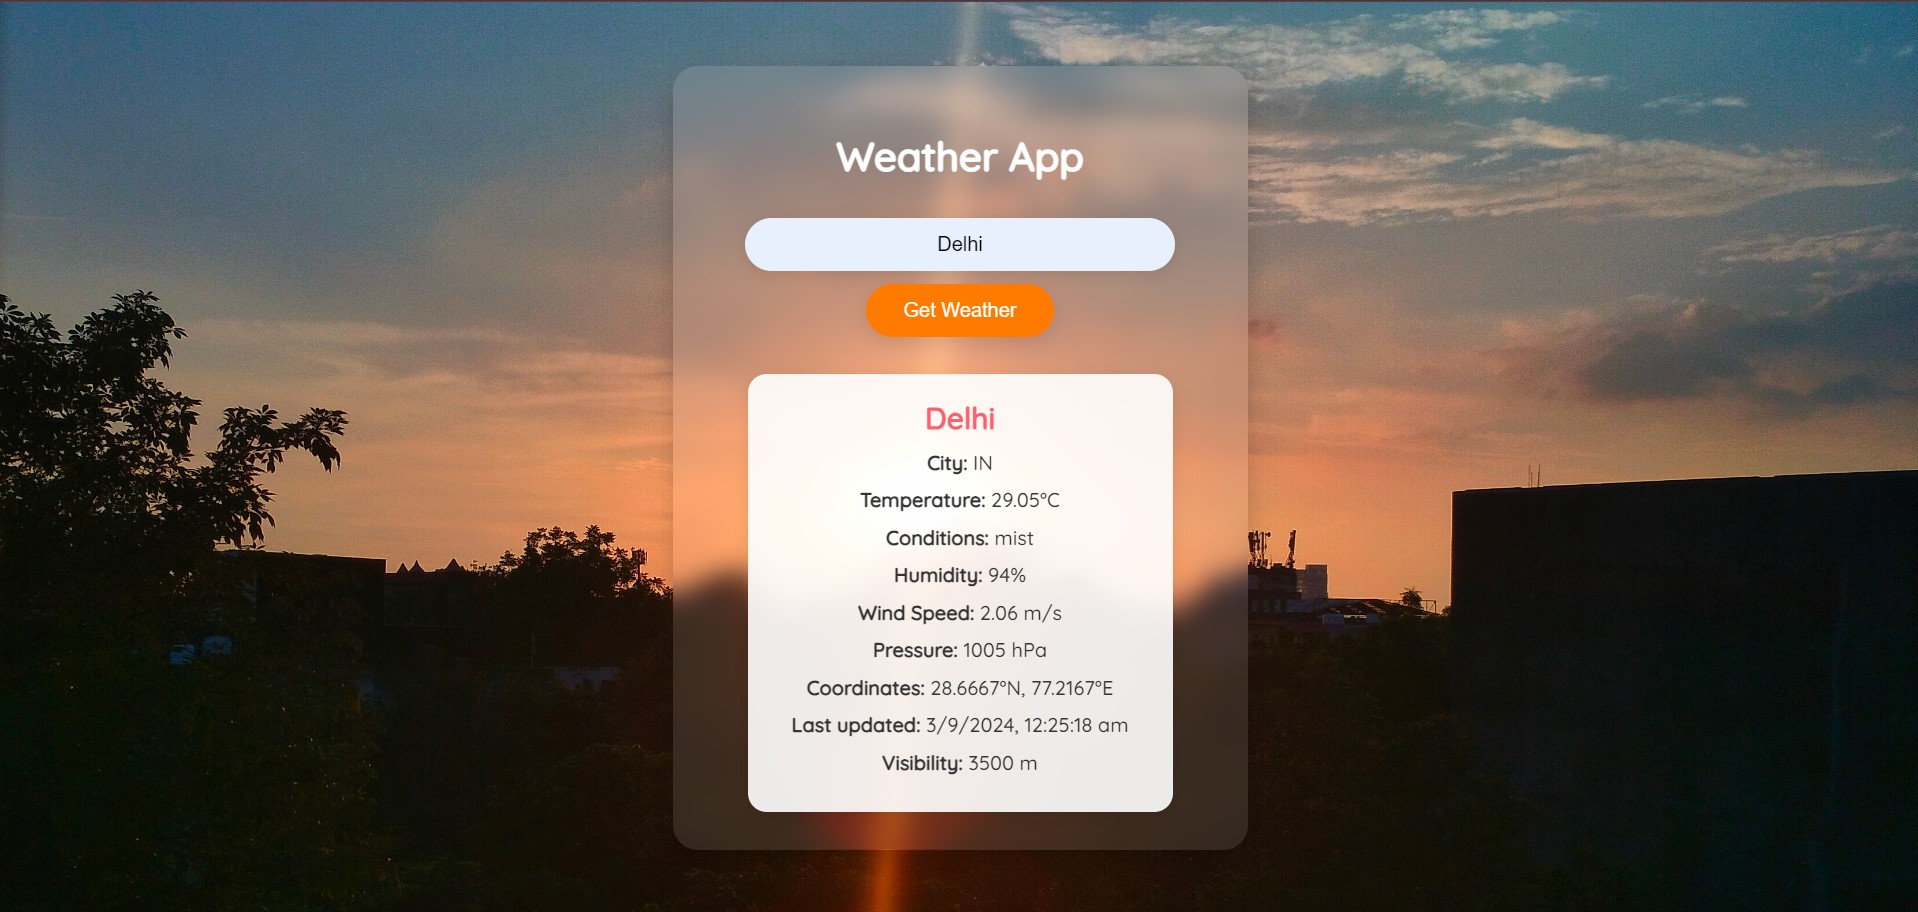 Weather App
Delhi
Get Weather
Delhi
City: IN
Temperature: 29.05°C
Conditions: mist
Humidity: 94%
Wind Speed: 2.06 m/s
Pressure: 1005 hPa
Coordinates: 28.6667°N, 77.2167°E
Last updated: 3/9/2024, 12:25:18 am
Visibility: 3500 m